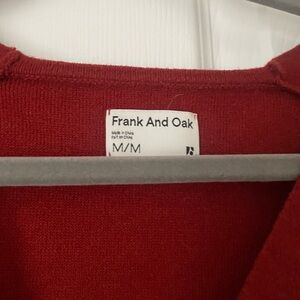 Frank And Oak
Made in China
Fait en Chine
M/M